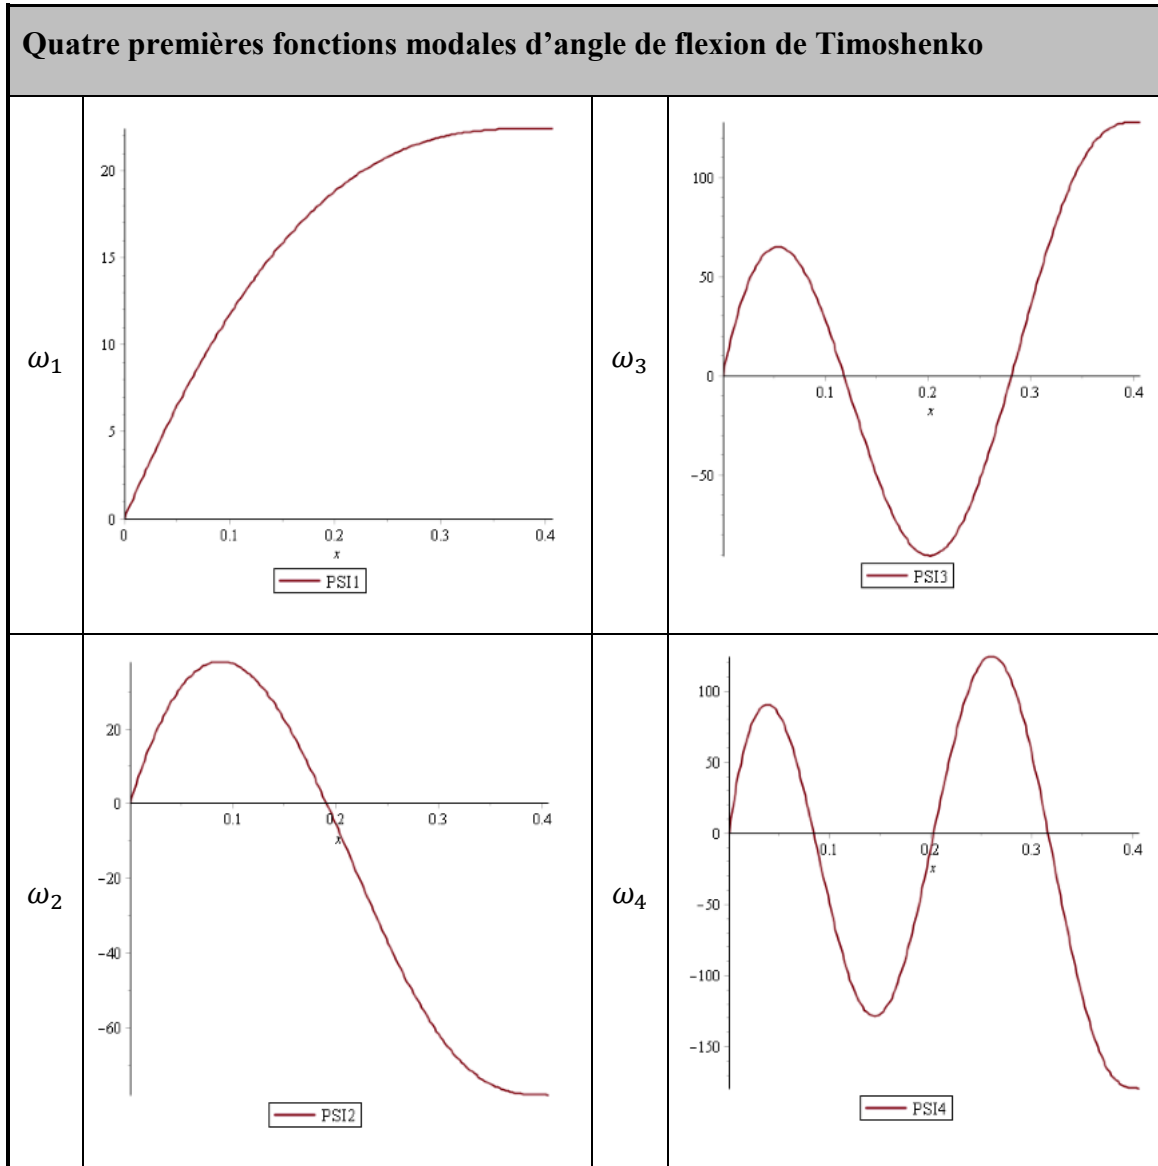 Quatre premières fonctions modales d’angle de flexion de Timoshenko
ω₁
20
15
10
5
0
0
0.1
0.2
0.3
0.4
x
PSI1
ω₃
100
50
0
−50
0.1
0.2
0.3
0.4
x
PSI3
ω₂
20
0
−20
−40
−60
0.1
0.2
0.3
0.4
x
PSI2
ω₄
100
50
0
−50
−100
−150
0.1
0.2
0.3
0.4
x
PSI4